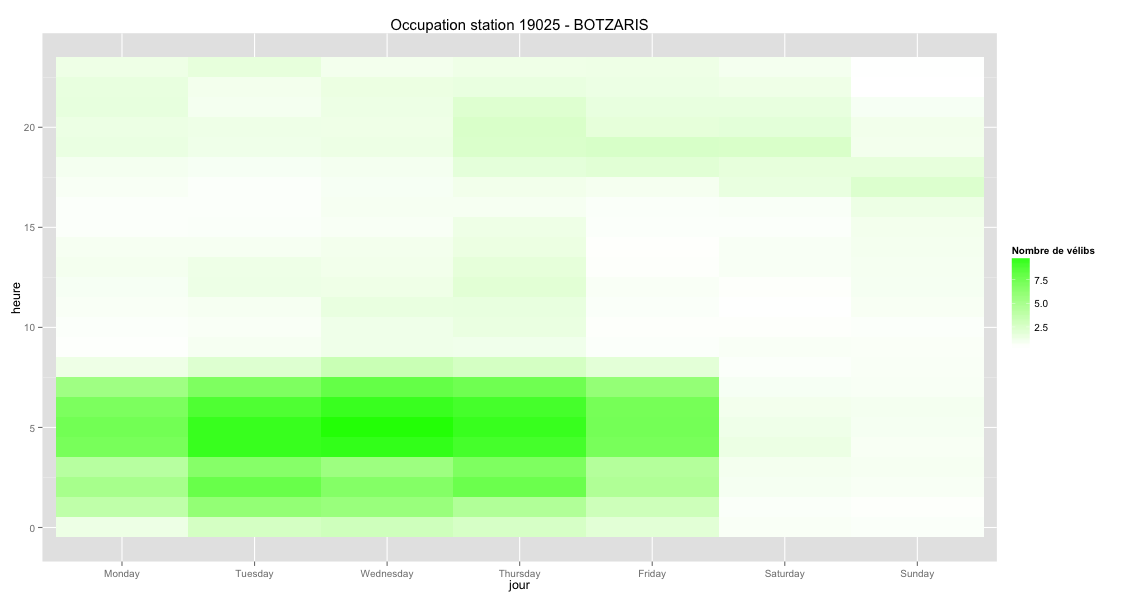 Occupation station 19025 - BOTZARIS
heure
20
15
10
5
0
Monday Tuesday Wednesday Thursday Friday Saturday Sunday
jour
Nombre de vélibs
7.5
5.0
2.5